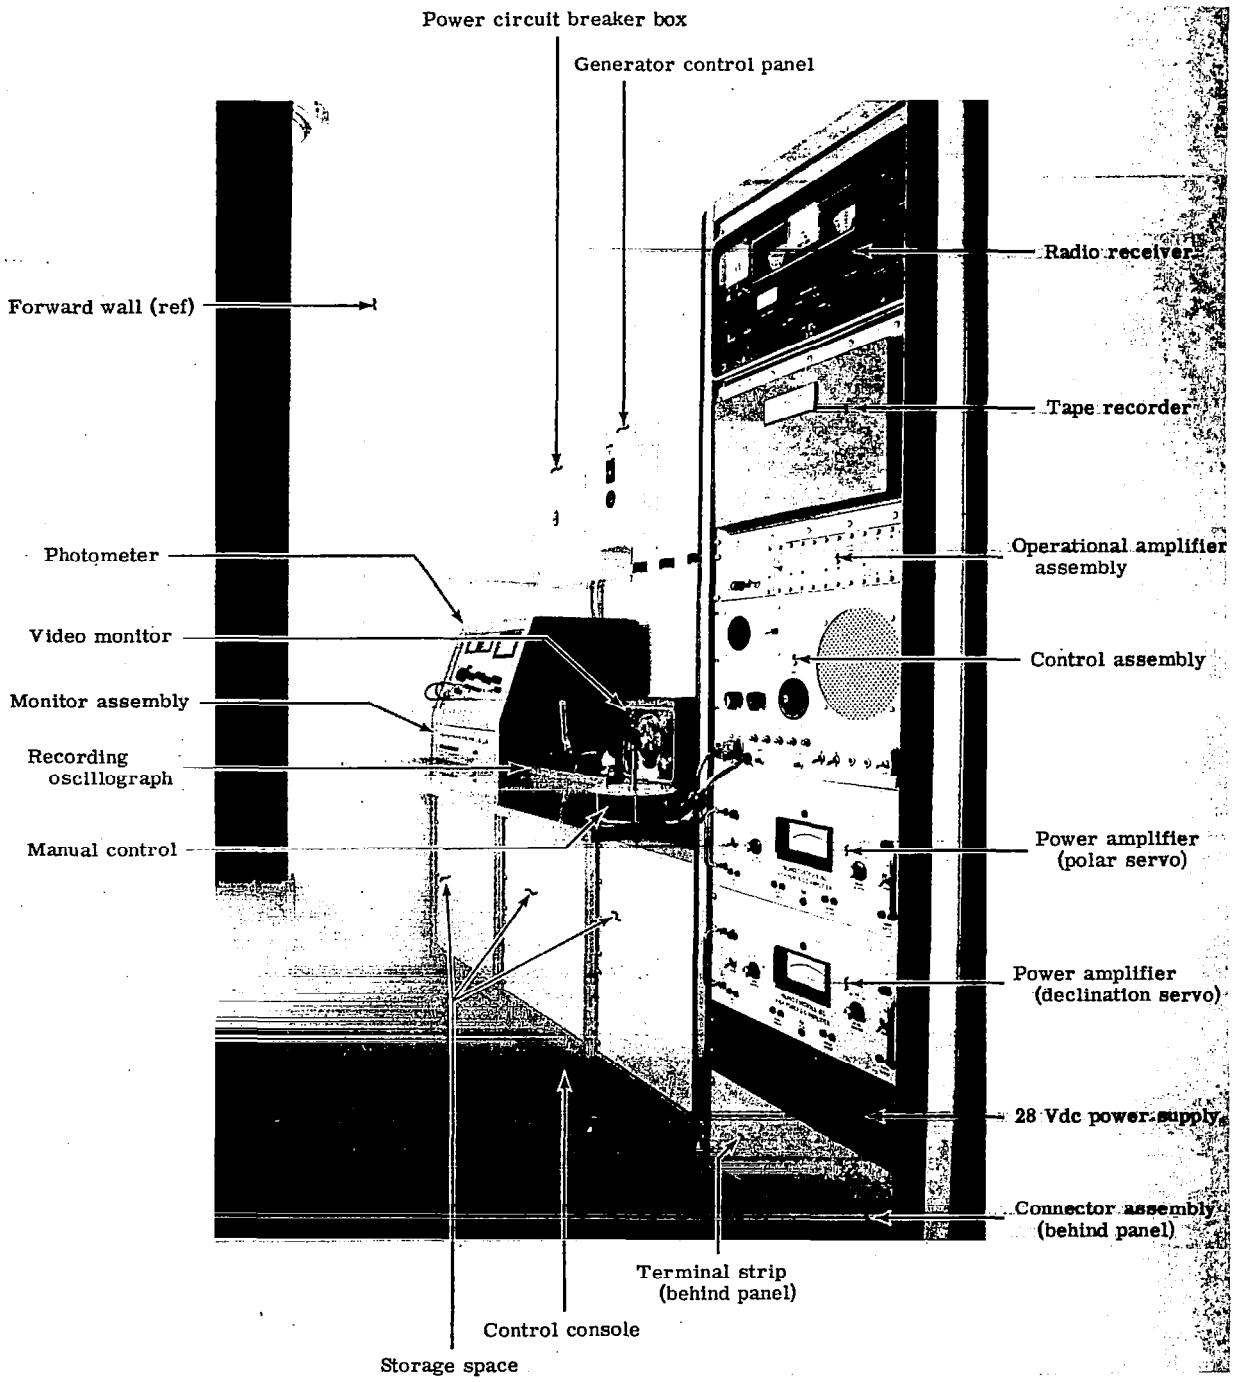 Power circuit breaker box
Generator control panel
Radio receiver
Forward wall (ref)
Tape recorder
Photometer
Operational amplifier
assembly
Video monitor
Control assembly
Monitor assembly
Recording
oscillograph
Manual control
Power amplifier
(polar servo)
Power amplifier
(declination servo)
28 Vdc power supply
Connector assembly
(behind panel)
Terminal strip
(behind panel)
Control console
Storage space